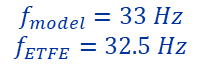 f_model = 33 Hz
f_ETFE = 32.5 Hz